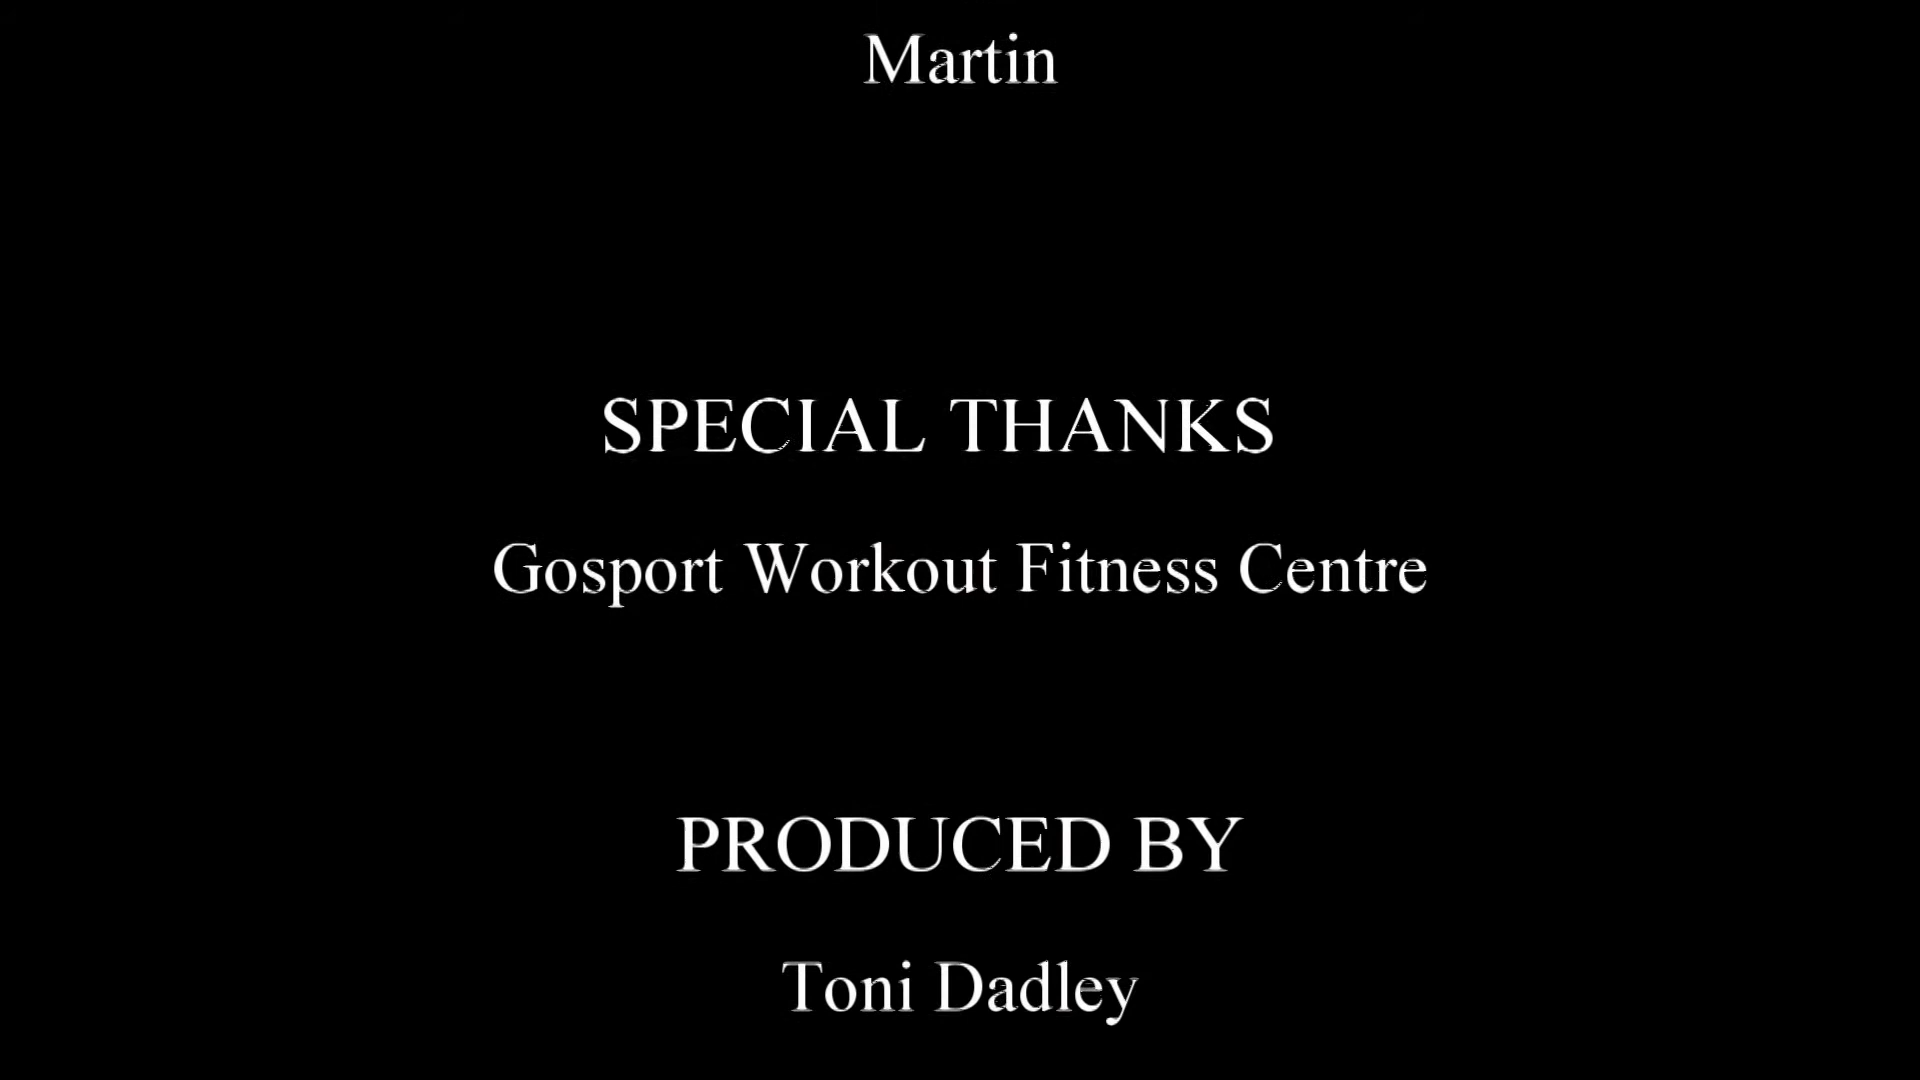 Martin
SPECIAL THANKS
Gosport Workout Fitness Centre
PRODUCED BY
Toni Dadley